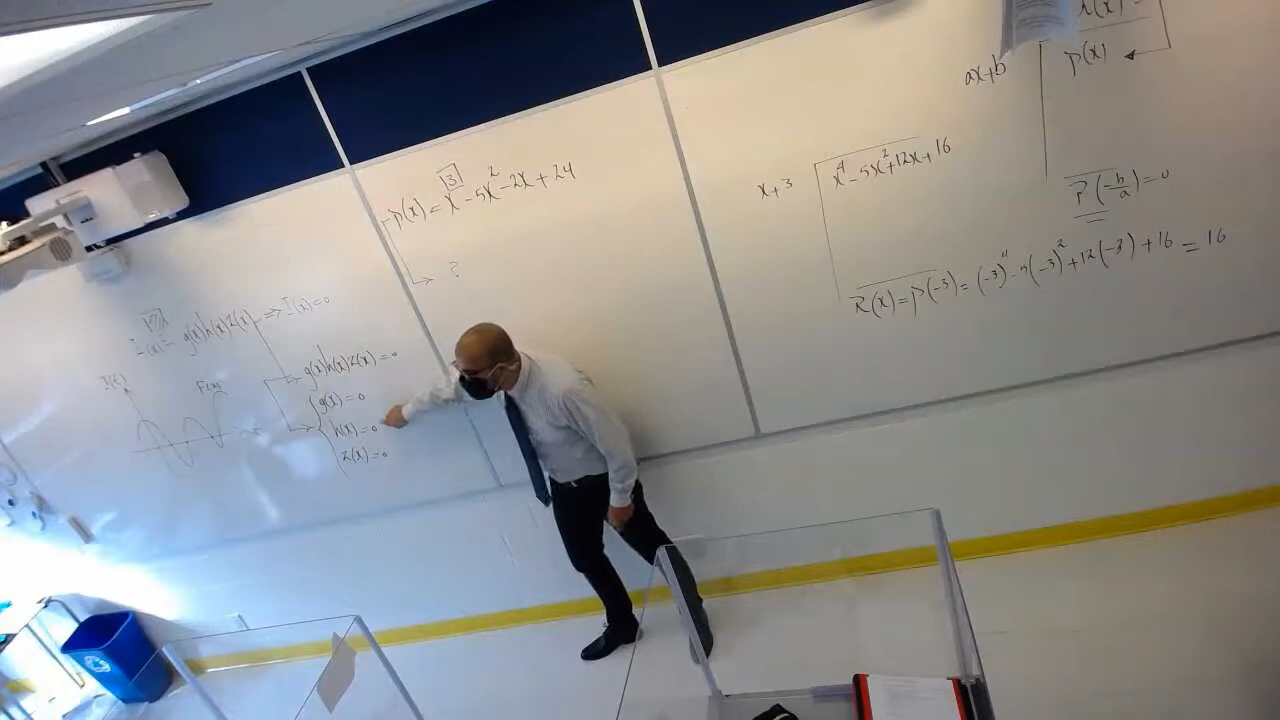 P(x) = x³ - 5x² - 2x + 24
?
g(x)h(x)Z(x) ⇒ I(x) = 0
g(x)h(x)Z(x) = 0
g(x) = 0
h(x) = 0
Z(x) = 0
F(x)
x+3
x⁴ - 5x² + 12x + 16
R(x) = P(-3) = (-3)⁴ - 5(-3)² + 12(-3) + 16 = 16
ax+b
P(x)
P(-b/a) = 0